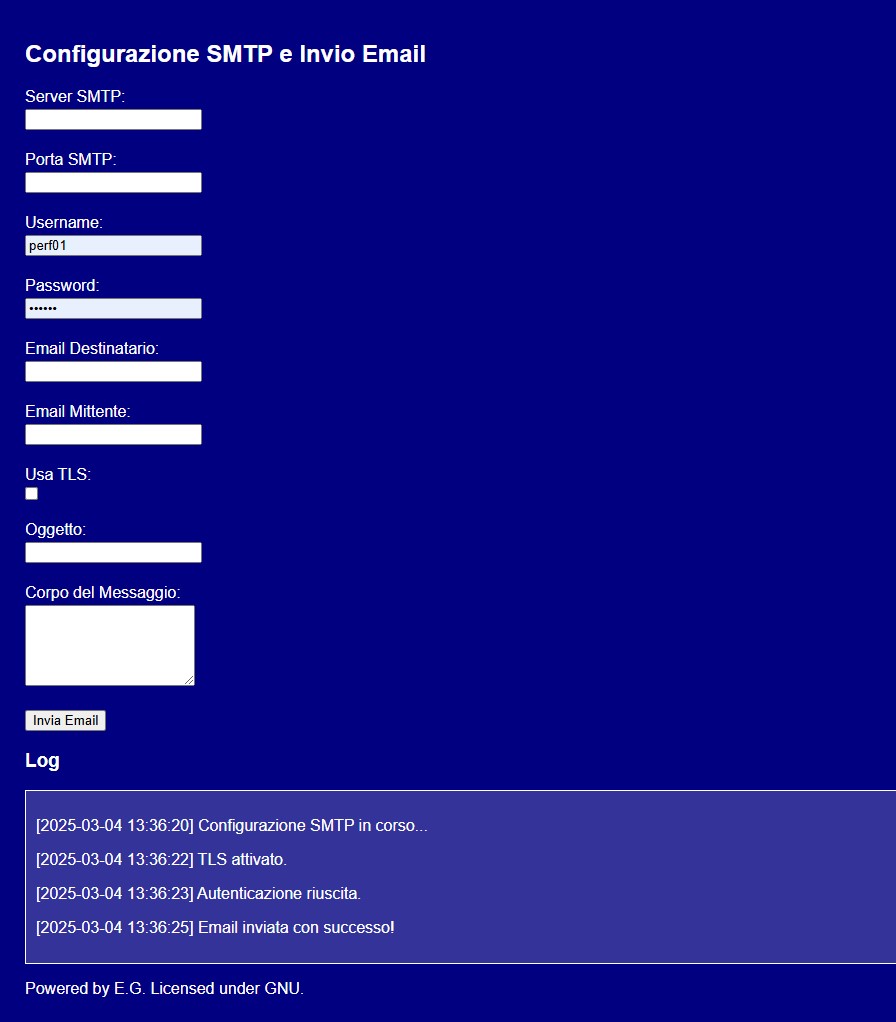 Configurazione SMTP e Invio Email
Server SMTP:
Porta SMTP:
Username:
perf01
Password:
••••••
Email Destinatario:
Email Mittente:
Usa TLS:
Oggetto:
Corpo del Messaggio:
Invia Email
Log
[2025-03-04 13:36:20] Configurazione SMTP in corso...
[2025-03-04 13:36:22] TLS attivato.
[2025-03-04 13:36:23] Autenticazione riuscita.
[2025-03-04 13:36:25] Email inviata con successo!
Powered by E.G. Licensed under GNU.